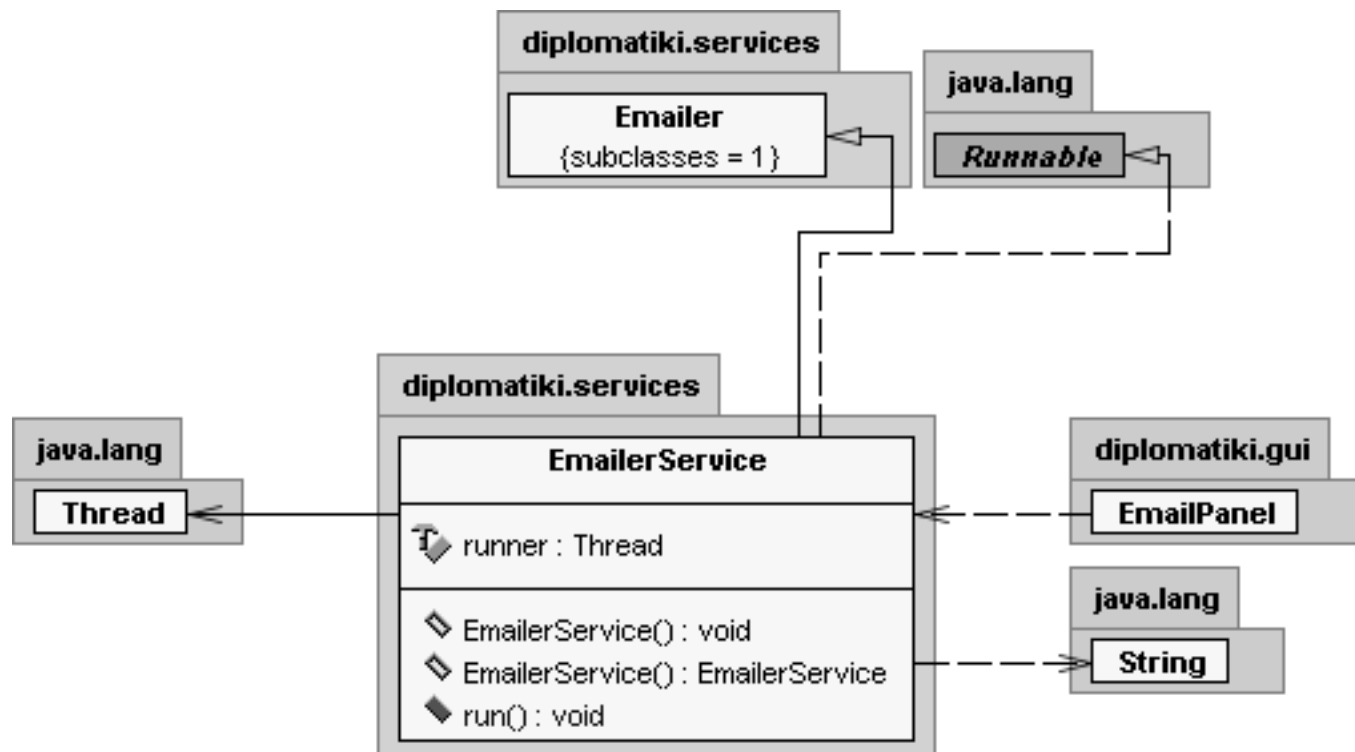 diplomatiki.services
Emailer
{subclasses = 1}
java.lang
Runnable
diplomatiki.services
EmailerService
runner : Thread
EmailerService() : void
EmailerService() : EmailerService
run() : void
java.lang
Thread
diplomatiki.gui
EmailPanel
java.lang
String